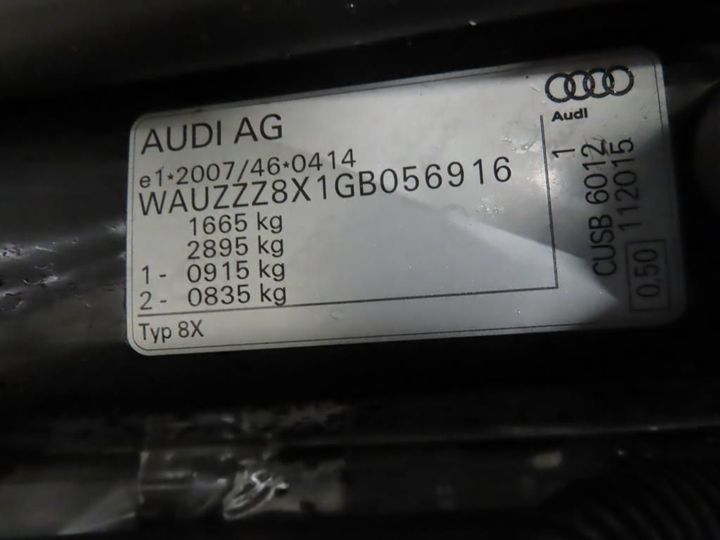 AUDI AG
e1*2007/46*0414
WAUZZZ8X1GB056916
1665 kg
2895 kg
1 - 0915 kg
2 - 0835 kg
Typ 8X
Audi
1
CUSB 6012
112015
0,50